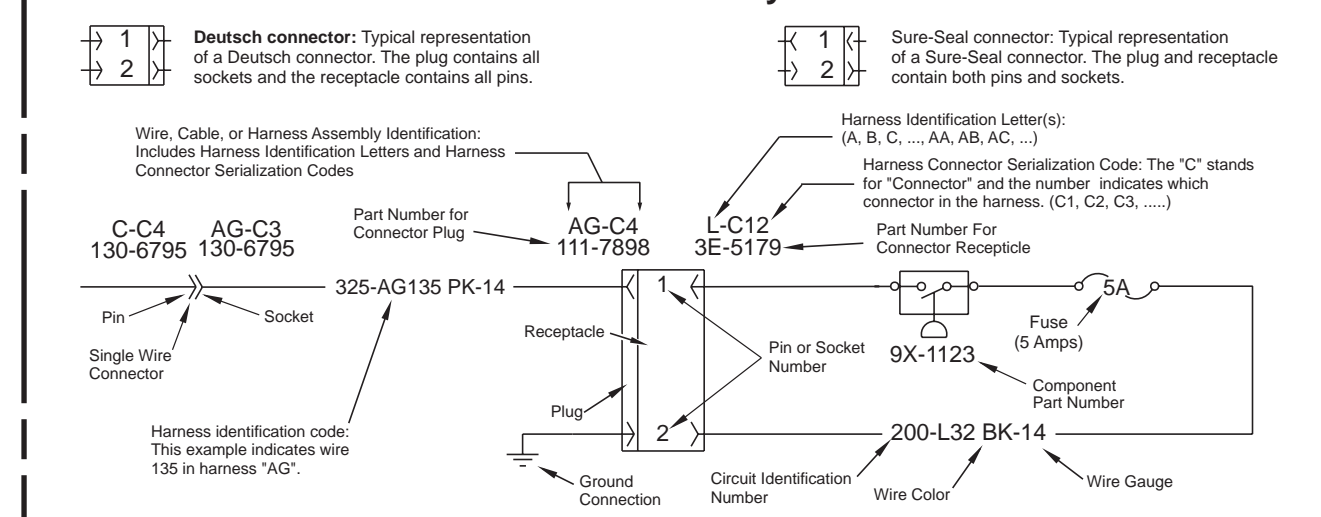 1
2
Deutsch connector: Typical representation
of a Deutsch connector. The plug contains all
sockets and the receptacle contains all pins.
1
2
Sure-Seal connector: Typical representation
of a Sure-Seal connector. The plug and receptacle
contain both pins and sockets.
Wire, Cable, or Harness Assembly Identification:
Includes Harness Identification Letters and Harness
Connector Serialization Codes
Harness Identification Letter(s):
(A, B, C, ..., AA, AB, AC, ...)
Harness Connector Serialization Code: The "C" stands
for "Connector" and the number indicates which
connector in the harness. (C1, C2, C3, .....)
C-C4
130-6795
AG-C3
130-6795
Part Number for
Connector Plug
AG-C4
111-7898
L-C12
3E-5179
Part Number For
Connector Recepticle
325-AG135 PK-14
1
5A
Pin
Socket
Single Wire
Connector
Receptacle
Pin or Socket
Number
Fuse
(5 Amps)
9X-1123
Component
Part Number
Plug
2
200-L32 BK-14
Harness identification code:
This example indicates wire
135 in harness "AG".
Ground
Connection
Circuit Identification
Number
Wire Color
Wire Gauge